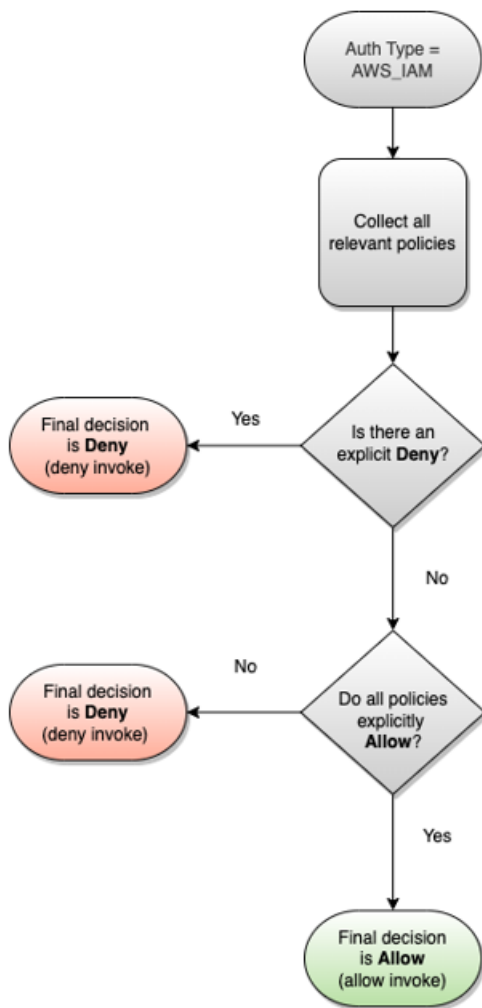 Auth Type =
AWS_IAM
Collect all
relevant policies
Is there an
explicit Deny?
Yes
Final decision
is Deny
(deny invoke)
No
Do all policies
explicitly
Allow?
No
Final decision
is Deny
(deny invoke)
Yes
Final decision
is Allow
(allow invoke)